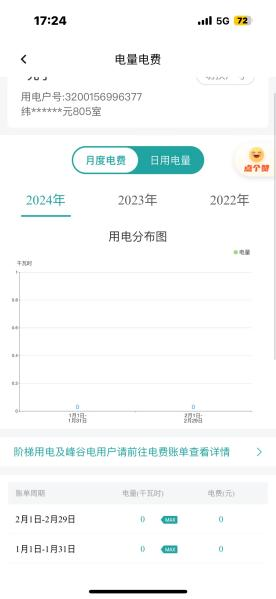 17:24
5G 72
电量电费
用电户号:3200156996377
纬******元805室
月度电费 日用电量
点个赞
2024年 2023年 2022年
用电分布图
电量
千瓦时
1
0.8
0.6
0.4
0.2
0
0 0
1月1日- 2月1日-
1月31日 2月29日
阶梯用电及峰谷电用户请前往电费账单查看详情
账单周期 电量(千瓦时) 电费(元)
2月1日-2月29日 0 MAX 0
1月1日-1月31日 0 MAX 0